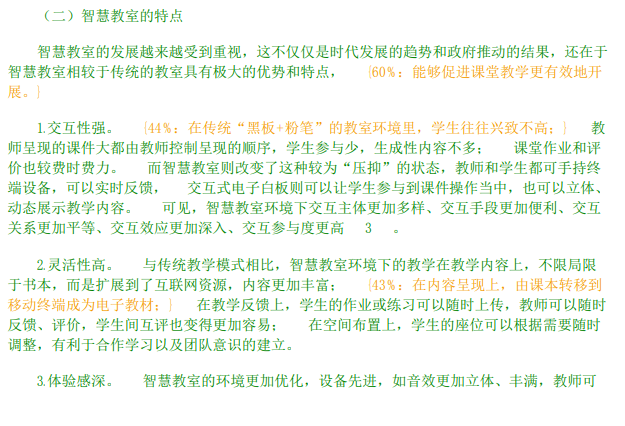 （二）智慧教室的特点
智慧教室的发展越来越受到重视，这不仅仅是时代发展的趋势和政府推动的结果，还在于
智慧教室相较于传统的教室具有极大的优势和特点， {60%：能够促进课堂教学更有效地开
展。}
1.交互性强。 {44%：在传统“黑板+粉笔”的教室环境里，学生往往兴致不高；} 教
师呈现的课件大都由教师控制呈现的顺序，学生参与少，生成性内容不多； 课堂作业和评
价也较费时费力。 而智慧教室则改变了这种较为“压抑”的状态，教师和学生都可手持终
端设备，可以实时反馈， 交互式电子白板则可以让学生参与到课件操作当中，也可以立体、
动态展示教学内容。 可见，智慧教室环境下交互主体更加多样、交互手段更加便利、交互
关系更加平等、交互效应更加深入、交互参与度更高 3 。
2.灵活性高。 与传统教学模式相比，智慧教室环境下的教学在教学内容上，不限局限
于书本，而是扩展到了互联网资源，内容更加丰富； {43%：在内容呈现上，由课本转移到
移动终端成为电子教材；} 在教学反馈上，学生的作业或练习可以随时上传，教师可以随时
反馈、评价，学生间互评也变得更加容易； 在空间布置上，学生的座位可以根据需要随时
调整，有利于合作学习以及团队意识的建立。
3.体验感深。 智慧教室的环境更加优化，设备先进，如音效更加立体、丰满，教师可